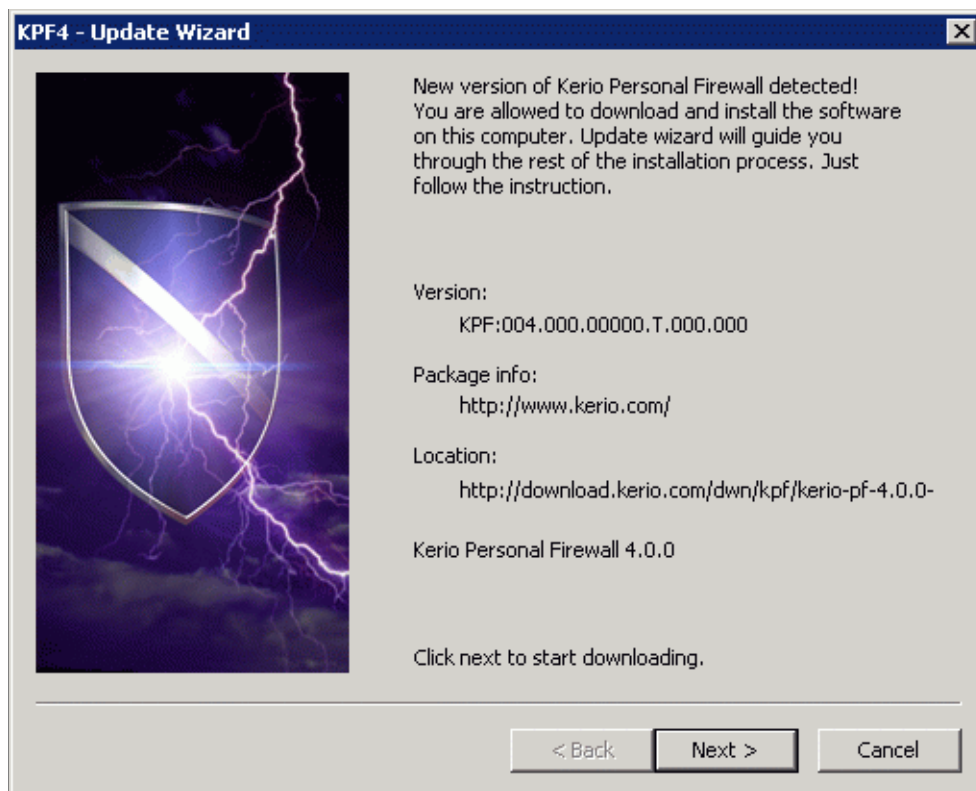 KPF4 - Update Wizard
New version of Kerio Personal Firewall detected!
You are allowed to download and install the software
on this computer. Update wizard will guide you
through the rest of the installation process. Just
follow the instruction.
Version:
KPF:004.000.00000.T.000.000
Package info:
http://www.kerio.com/
Location:
http://download.kerio.com/dwn/kpf/kerio-pf-4.0.0-
Kerio Personal Firewall 4.0.0
Click next to start downloading.
< Back Next > Cancel